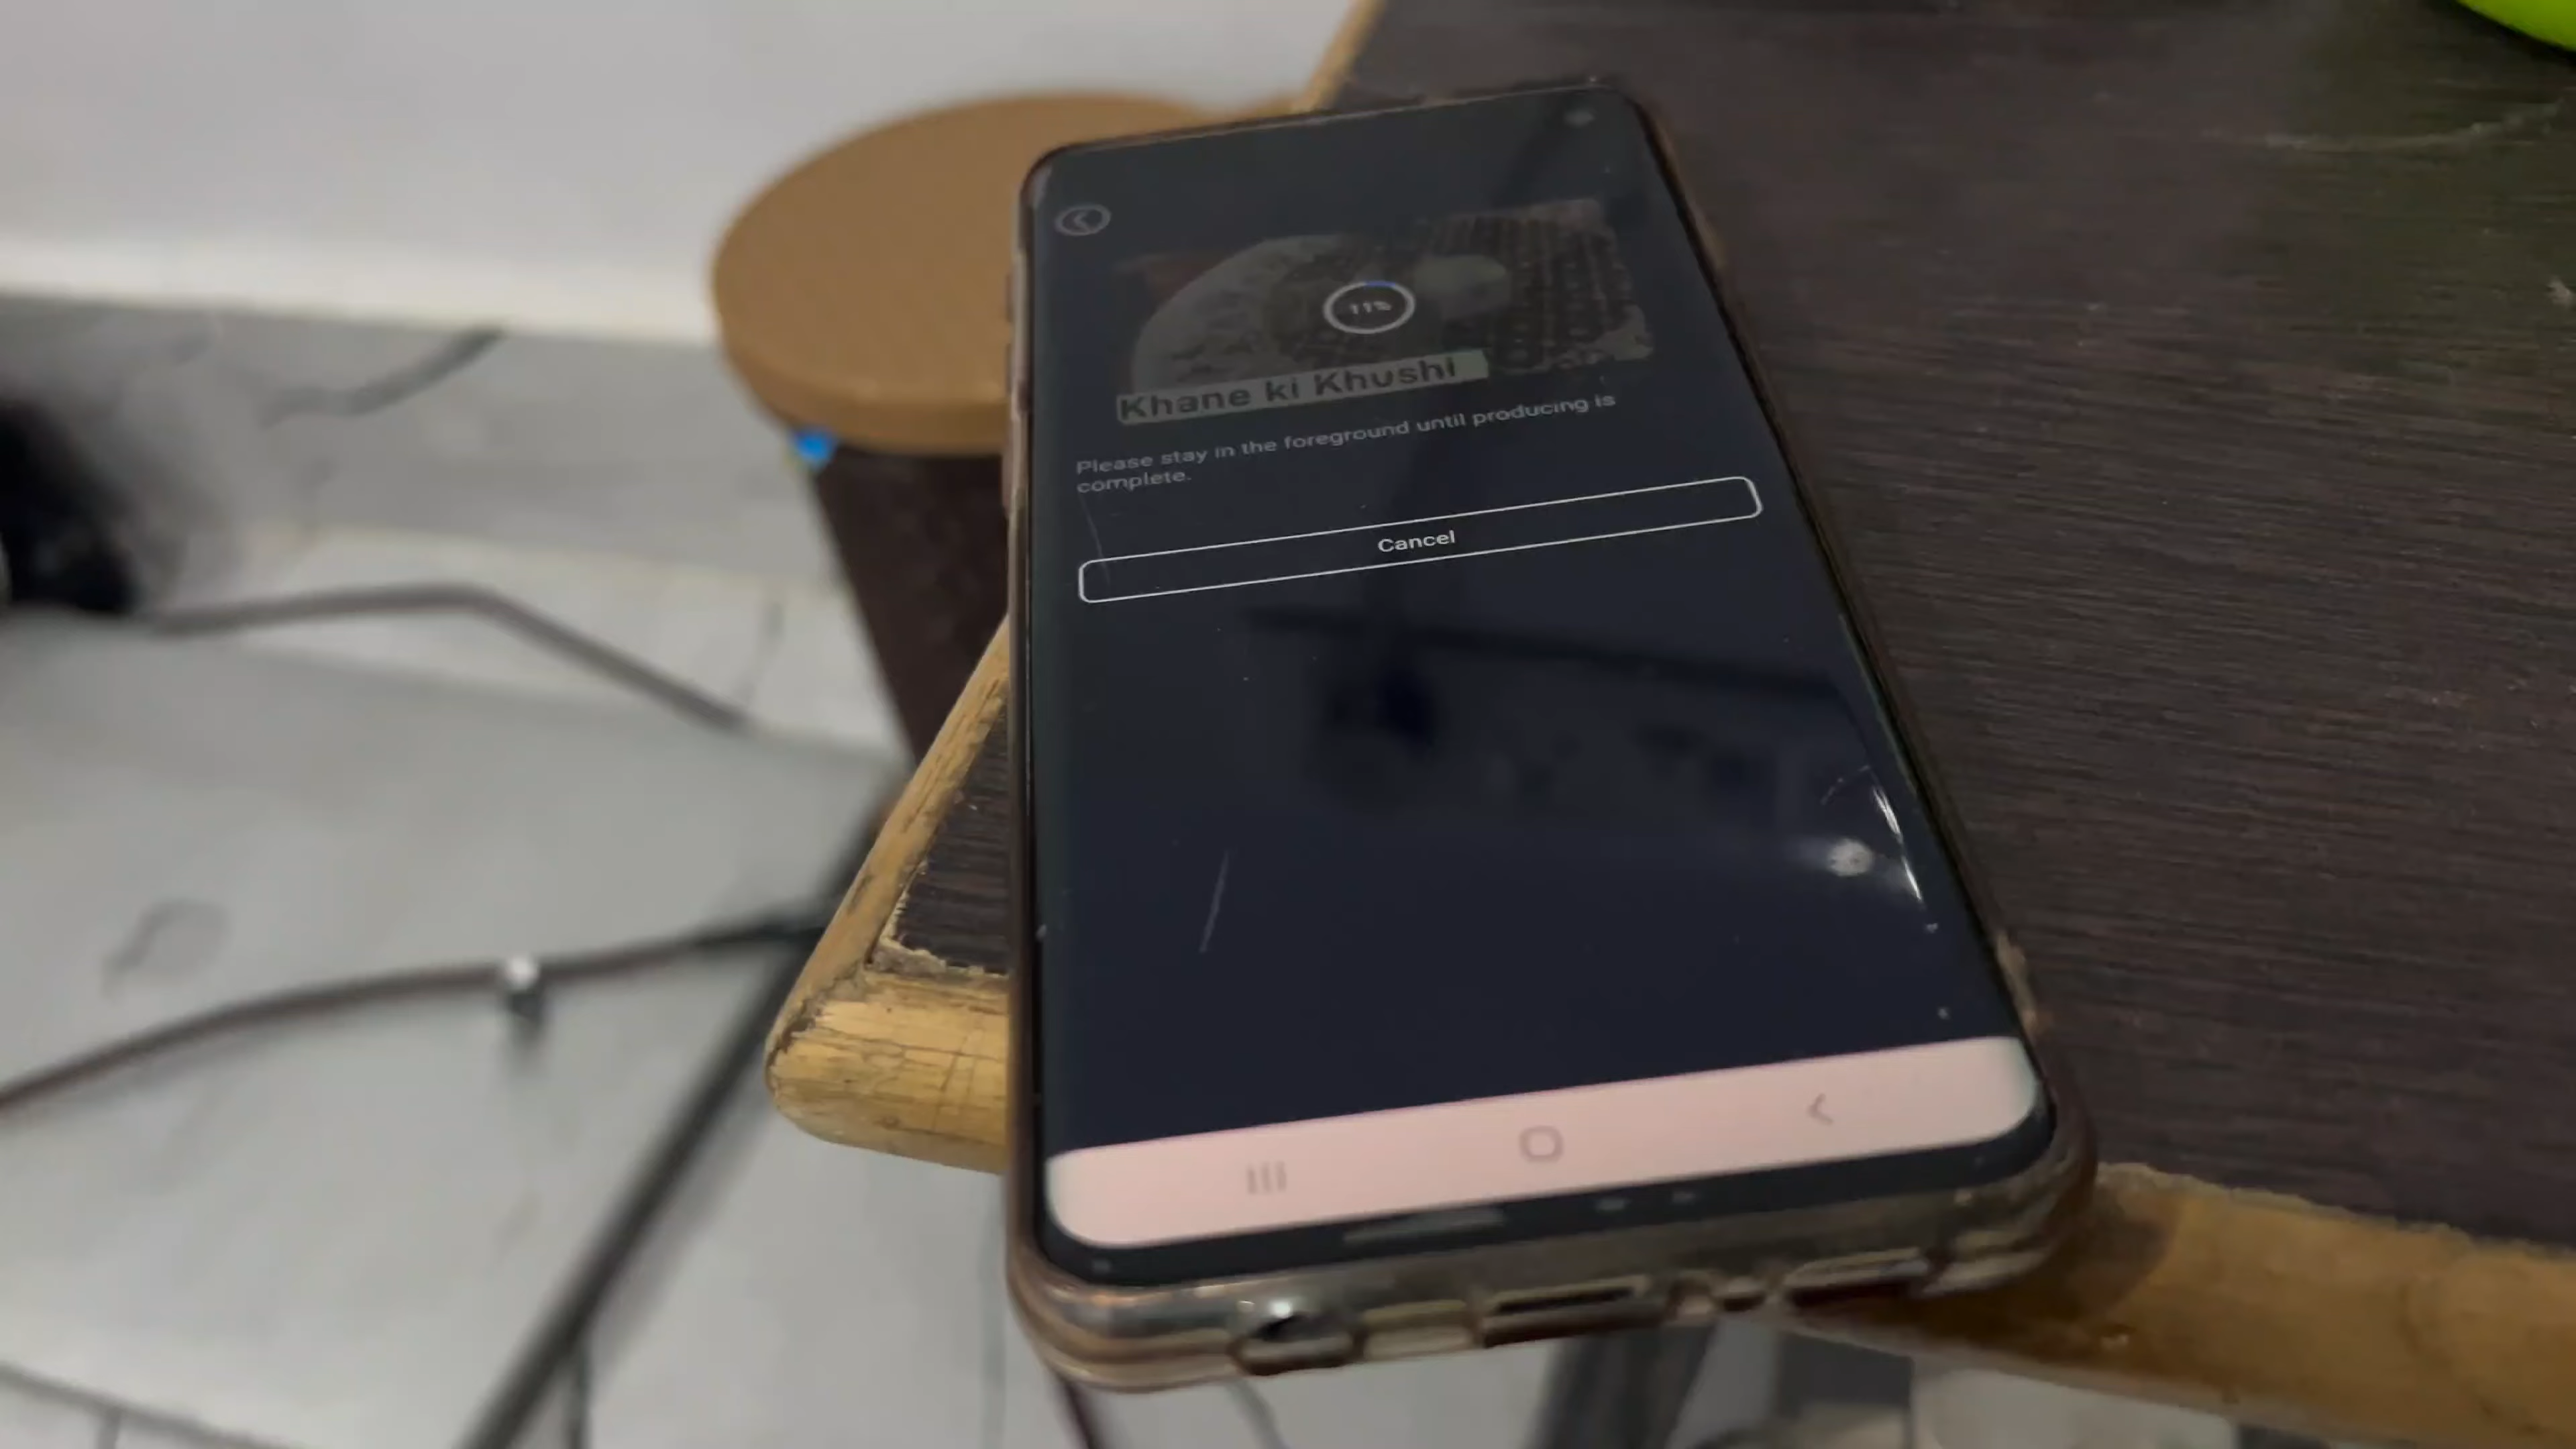 11%
Khane ki Khushi
Please stay in the foreground until producing is
complete.
Cancel